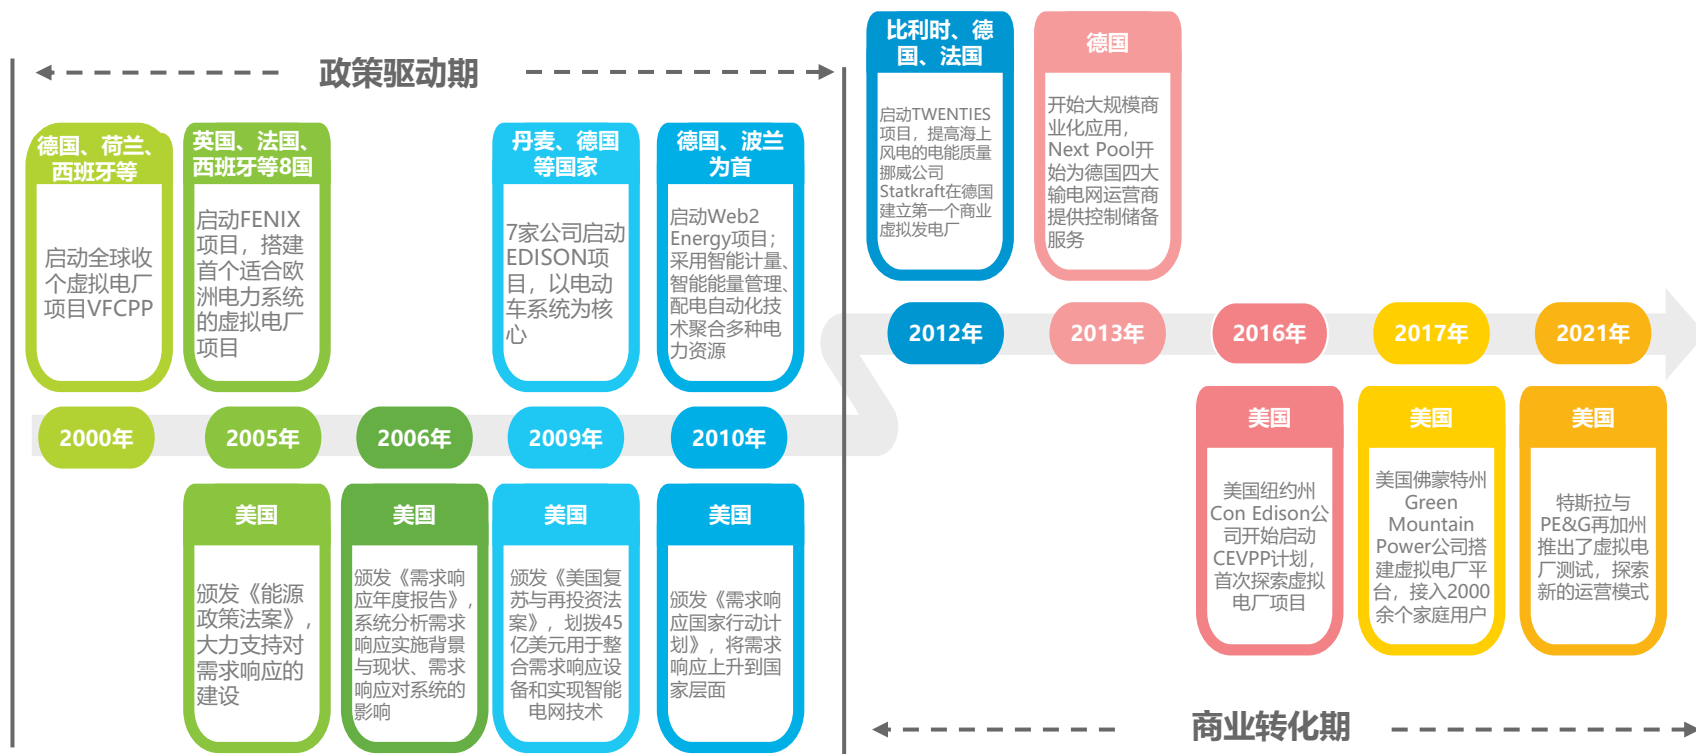 政策驱动期
德国、荷兰、
西班牙等
启动全球收
个虚拟电厂
项目VFCPP
英国、法国、
西班牙等8国
启动FENIX
项目，搭建
首个适合欧
洲电力系统
的虚拟电厂
项目
丹麦、德国
等国家
7家公司启动
EDISON项
目，以电动
车系统为核
心
德国、波兰
为首
启动Web2
Energy项目；
采用智能计量、
智能能量管理、
配电自动化技
术聚合多种电
力资源
2000年
2005年
2006年
2009年
2010年
美国
颁发《能源
政策法案》，
大力支持对
需求响应的
建设
美国
颁发《需求响
应年度报告》，
系统分析需求
响应实施背景
与现状、需求
响应对系统的
影响
美国
颁发《美国复
苏与再投资法
案》，划拨45
亿美元用于整
合需求响应设
备和实现智能
电网技术
美国
颁发《需求响
应国家行动计
划》，将需求
响应上升到国
家层面
比利时、德
国、法国
启动TWENTIES
项目，提高海上
风电的电能质量
挪威公司
Statkraft在德国
建立第一个商业
虚拟发电厂
德国
开始大规模商
业化应用，
Next Pool开
始为德国四大
输电网运营商
提供控制储备
服务
2012年
2013年
2016年
2017年
2021年
美国
美国纽约州
Con Edison公
司开始启动
CEVPP计划，
首次探索虚拟
电厂项目
美国
美国佛蒙特州
Green
Mountain
Power公司搭
建虚拟电厂平
台，接入2000
余个家庭用户
美国
特斯拉与
PE&G再加州
推出了虚拟电
厂测试，探索
新的运营模式
商业转化期